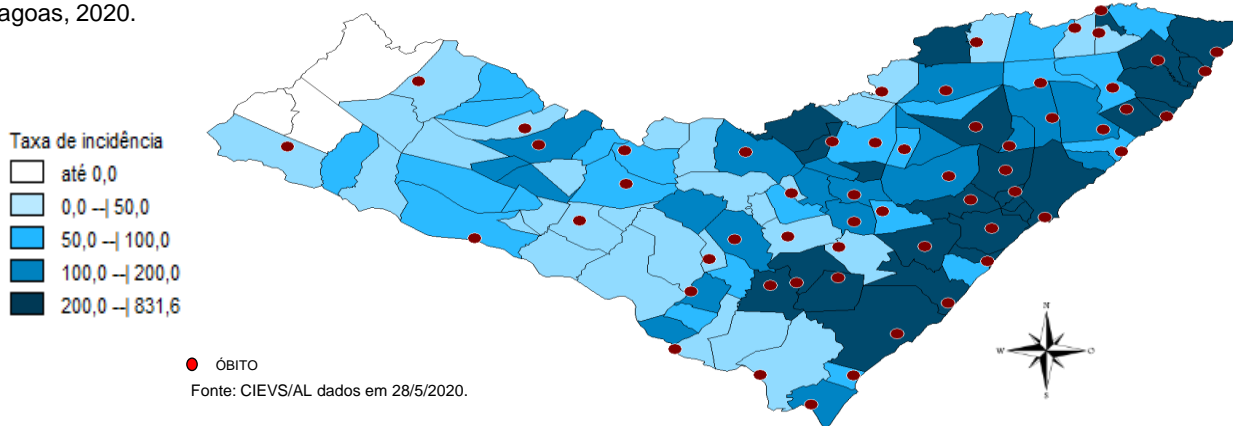 agoas, 2020.
Taxa de incidência
até 0,0
0,0 --| 50,0
50,0 --| 100,0
100,0 --| 200,0
200,0 --| 831,6
ÓBITO
Fonte: CIEVS/AL dados em 28/5/2020.
N
W
O
S